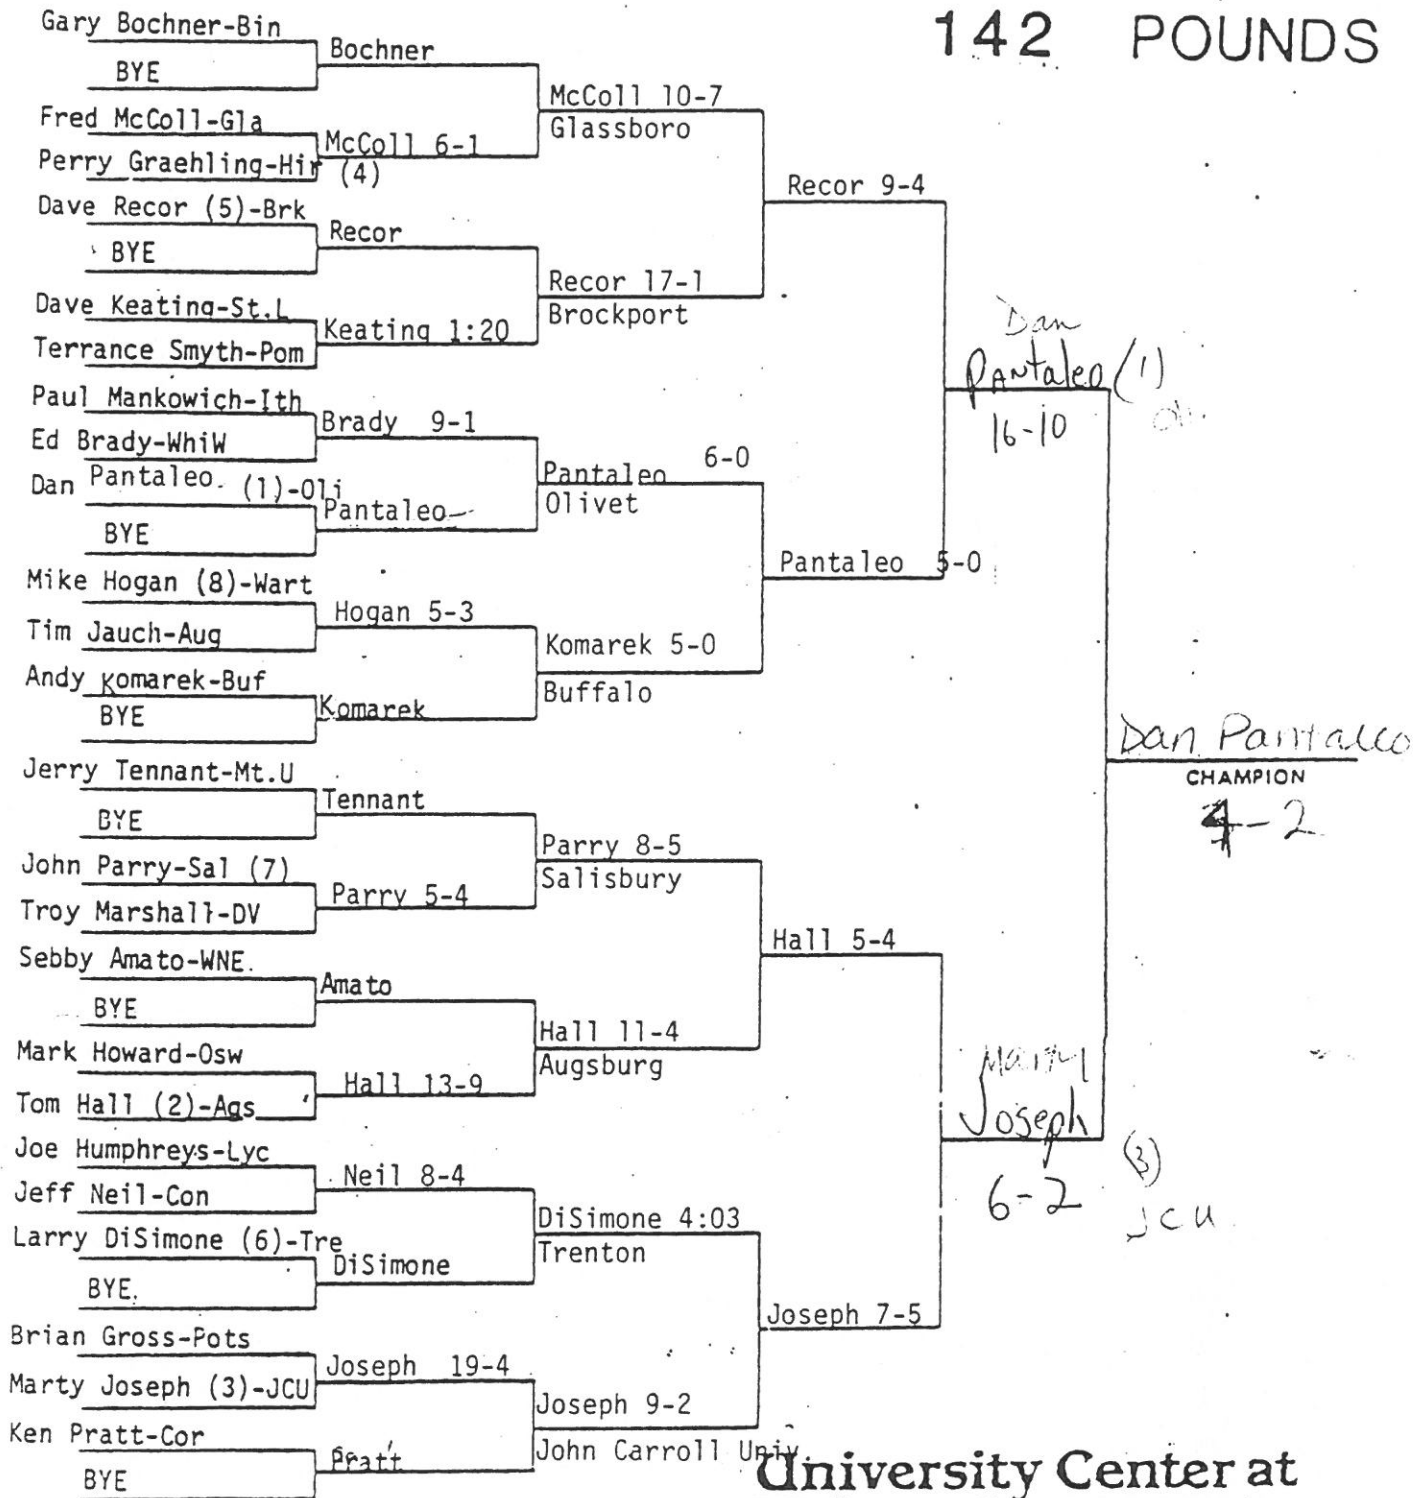 142 POUNDS
Gary Bochner-Bin
BYE
Bochner
Fred McColl-Gla
Perry Graehling-Hir (4)
McColl 6-1
McColl 10-7
Glassboro
Dave Recor (5)-Brk
BYE
Recor
Dave Keating-St.L
Terrance Smyth-Pom
Keating 1:20
Recor 17-1
Brockport
Recor 9-4
Paul Mankowich-Ith
Ed Brady-WhiW
Brady 9-1
Dan Pantaleo. (1)-Oli
BYE
Pantaleo
Pantaleo 6-0
Olivet
Mike Hogan (8)-Wart
Tim Jauch-Aug
Hogan 5-3
Andy Komarek-Buf
BYE
Komarek
Komarek 5-0
Buffalo
Pantaleo 5-0
Dan
Pantaleo (1)
16-10
Jerry Tennant-Mt.U
BYE
Tennant
John Parry-Sal (7)
Troy Marshall-DV
Parry 5-4
Parry 8-5
Salisbury
Sebby Amato-WNE.
BYE
Amato
Mark Howard-Osw
Tom Hall (2)-Ags
Hall 13-9
Hall 11-4
Augsburg
Hall 5-4
Joe Humphreys-Lyc
Jeff Neil-Con
Neil 8-4
Larry DiSimone (6)-Tre
BYE.
DiSimone
DiSimone 4:03
Trenton
Brian Gross-Pots
Marty Joseph (3)-JCU
Joseph 19-4
Ken Pratt-Cor
BYE
Pratt
Joseph 9-2
John Carroll Univ.
Joseph 7-5
Marty
Joseph
(3)
6-2
JCU
Dan Pantaleo
CHAMPION
4-2
University Center at